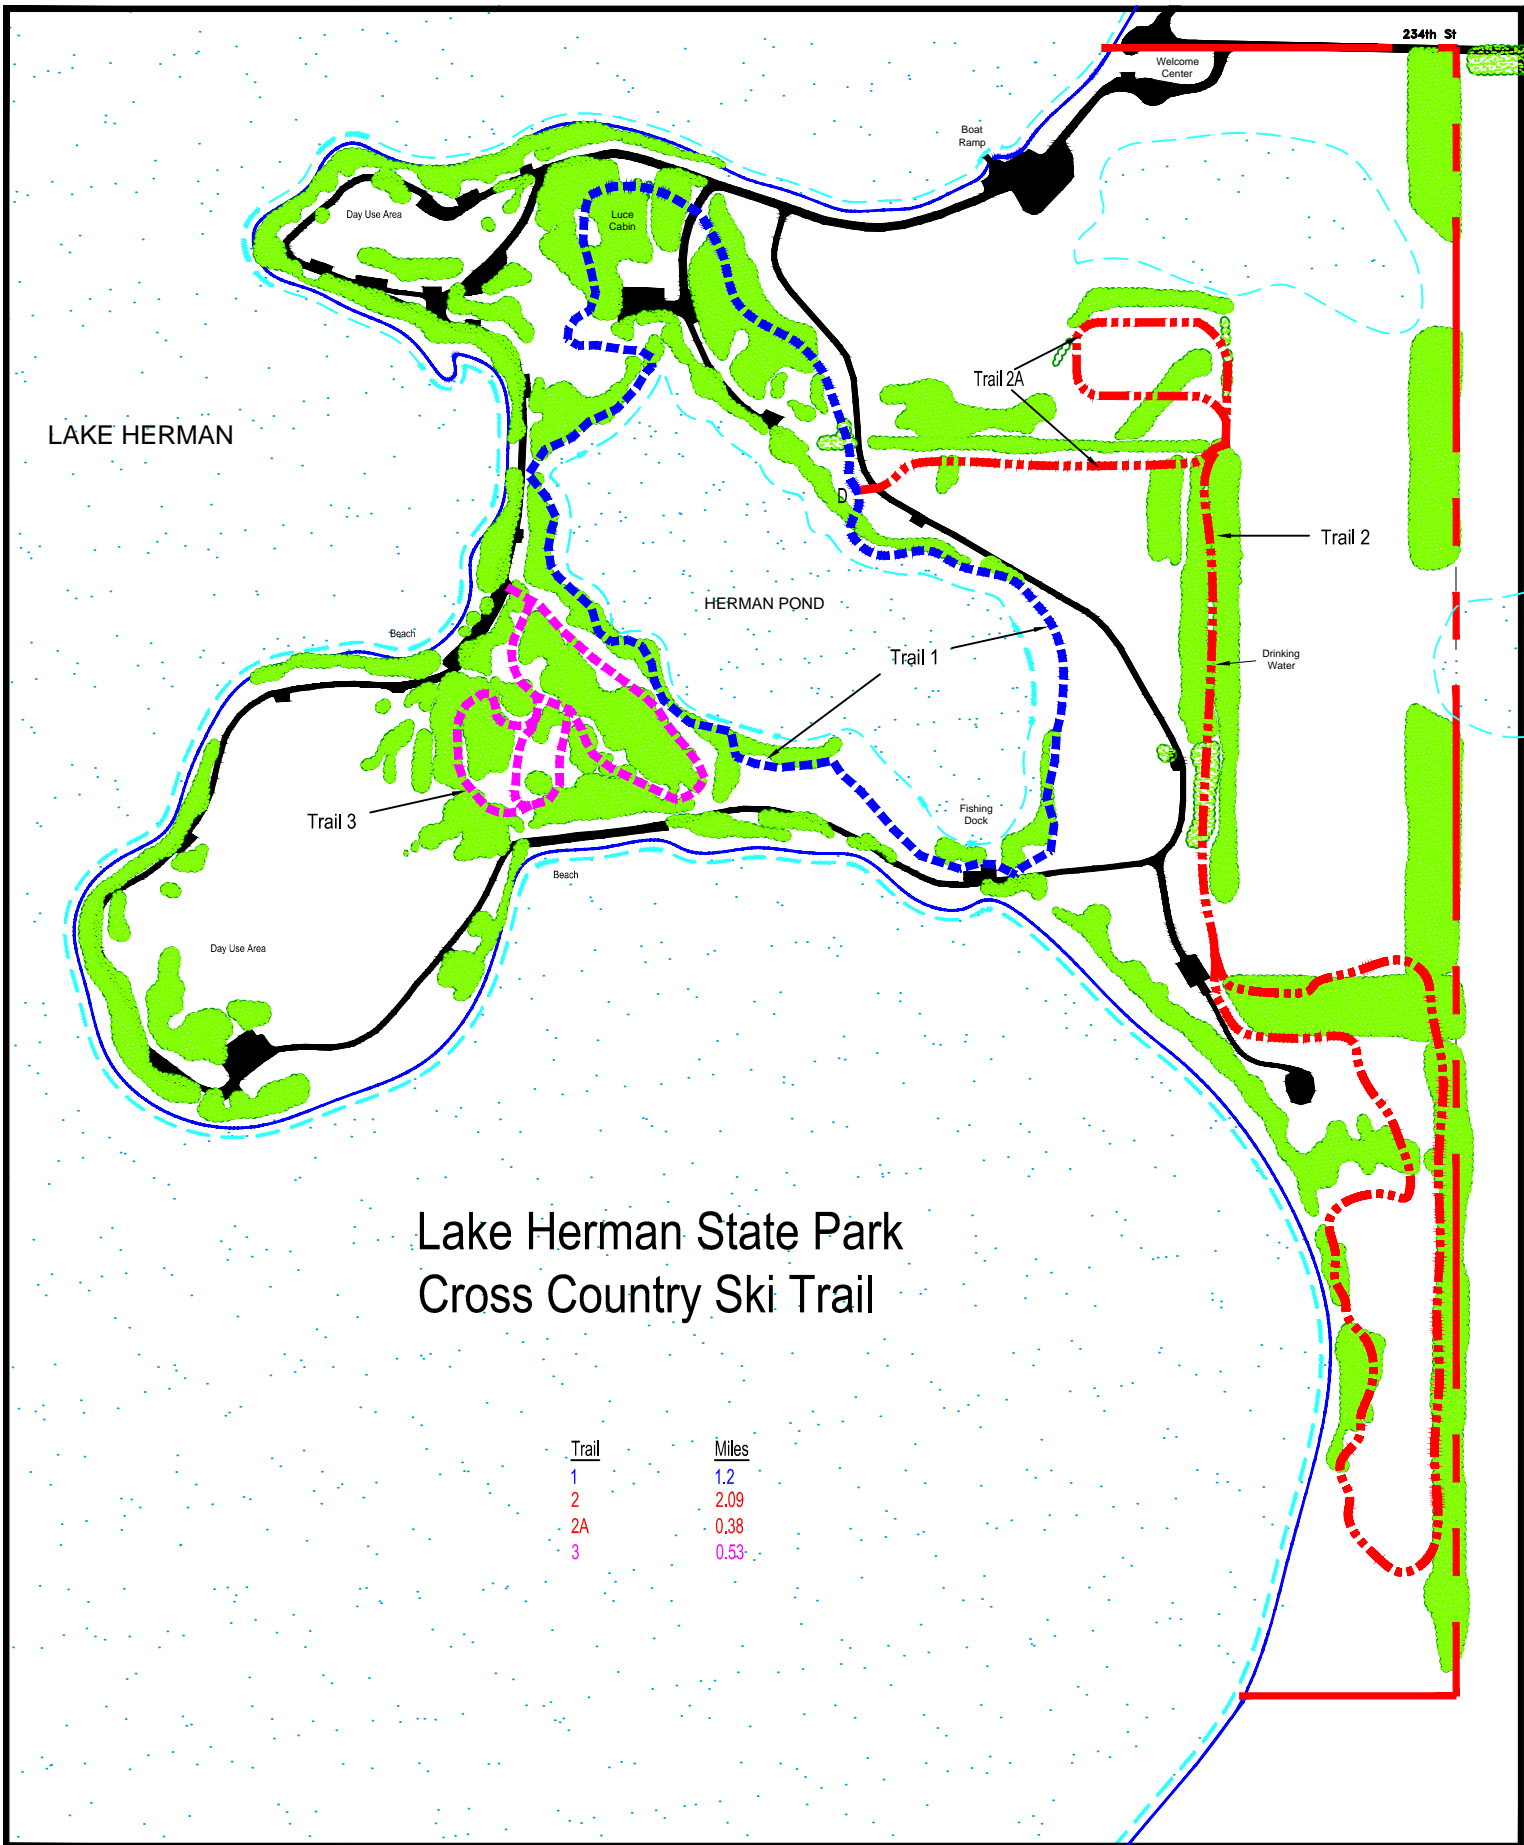 234th St
Welcome
Center
Boat
Ramp
Day Use Area
Luce
Cabin
Trail 2A
LAKE HERMAN
D
Trail 2
HERMAN POND
Beach
Trail 1
Drinking
Water
Trail 3
Fishing
Dock
Beach
Day Use Area
Lake Herman State Park
Cross Country Ski Trail
Trail Miles
1 1.2
2 2.09
2A 0.38
3 0.53